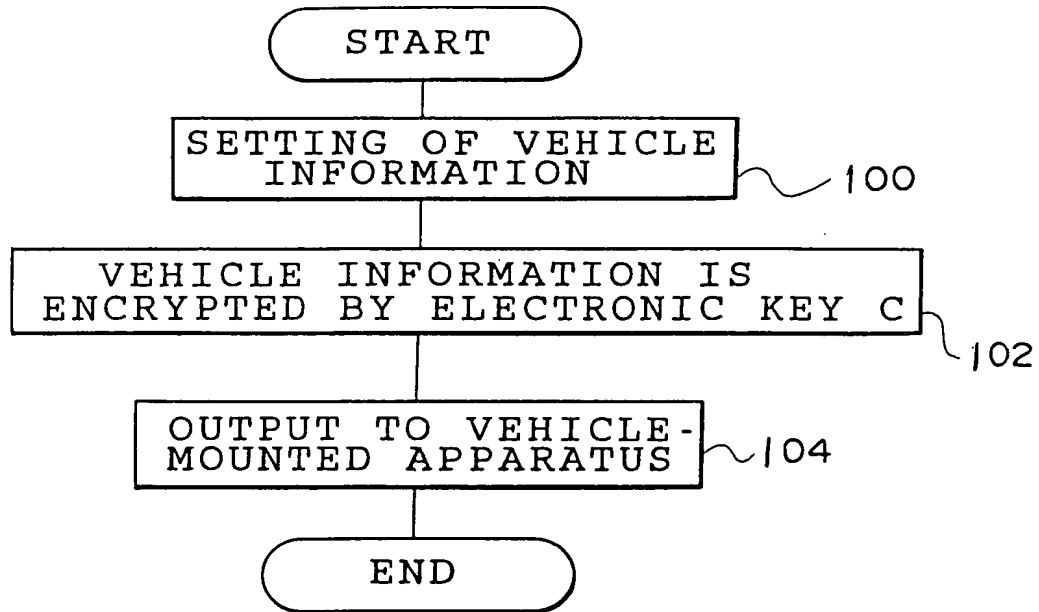 START
SETTING OF VEHICLE
INFORMATION
100
VEHICLE INFORMATION IS
ENCRYPTED BY ELECTRONIC KEY C
102
OUTPUT TO VEHICLE-
MOUNTED APPARATUS
104
END